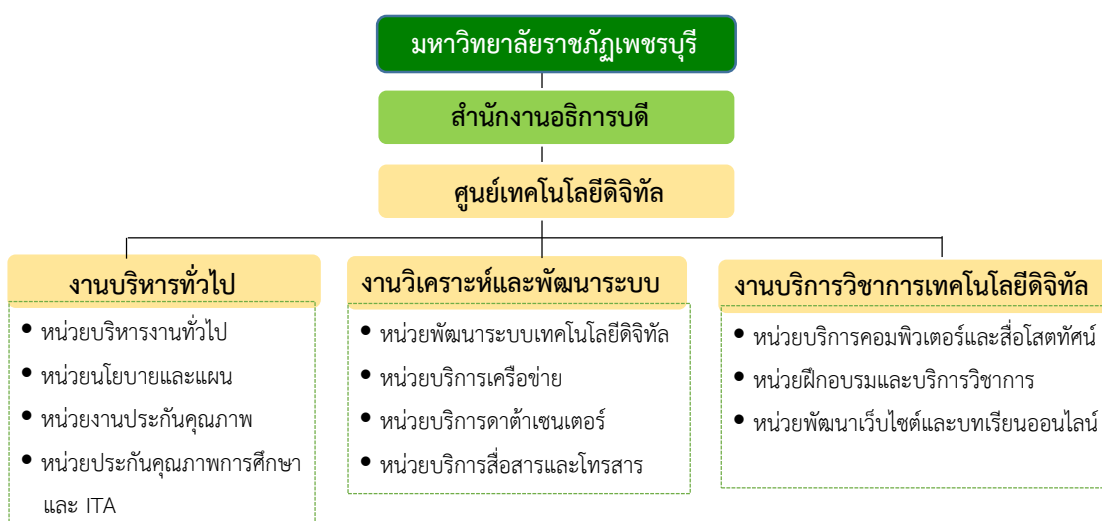 มหาวิทยาลัยราชภัฏเพชรบุรี
สำนักงานอธิการบดี
ศูนย์เทคโนโลยีดิจิทัล
งานบริหารทั่วไป
• หน่วยบริหารงานทั่วไป
• หน่วยนโยบายและแผน
• หน่วยงานประกันคุณภาพ
• หน่วยประกันคุณภาพการศึกษา
และ ITA
งานวิเคราะห์และพัฒนาระบบ
• หน่วยพัฒนาระบบเทคโนโลยีดิจิทัล
• หน่วยบริการเครือข่าย
• หน่วยบริการดาต้าเซนเตอร์
• หน่วยบริการสื่อสารและโทรสาร
งานบริการวิชาการเทคโนโลยีดิจิทัล
• หน่วยบริการคอมพิวเตอร์และสื่อโสตทัศน์
• หน่วยฝึกอบรมและบริการวิชาการ
• หน่วยพัฒนาเว็บไซต์และบทเรียนออนไลน์